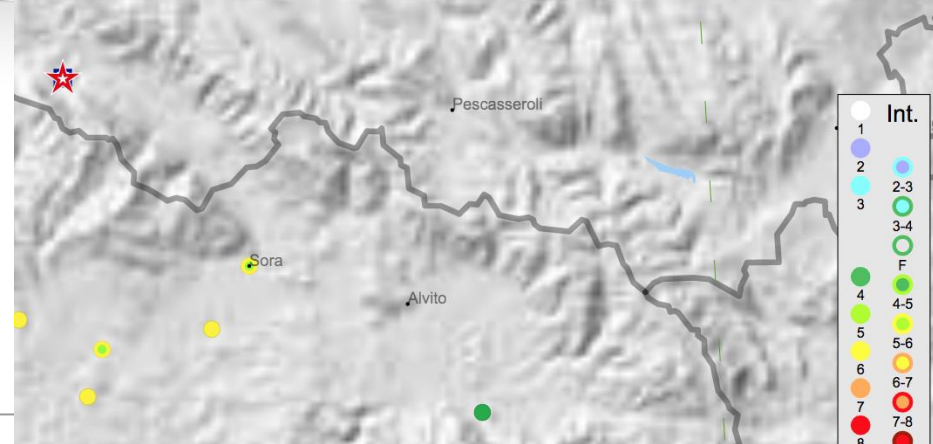 Pescasseroli
Sora
Alvito
Int.
1
2
2-3
3
3-4
F
4
4-5
5
5-6
6
6-7
7
7-8
8